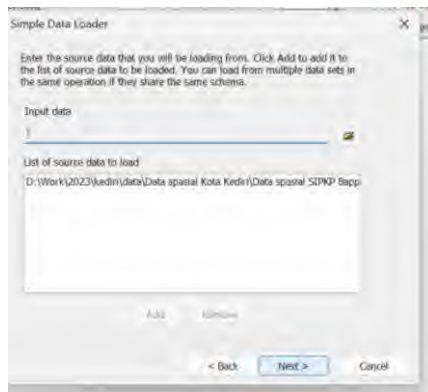 Simple Data Loader
Enter the source data that you will be loading from. Click Add to add it to
the list of source data to be loaded. You can load from multiple data sets in
the same operation if they share the same schema.
Input data
List of source data to load
D:\Work\2023\kediri\data\Data spasial Kota Kediri\Data spasial SIPKP Bapp
Add Remove
< Back Next > Cancel